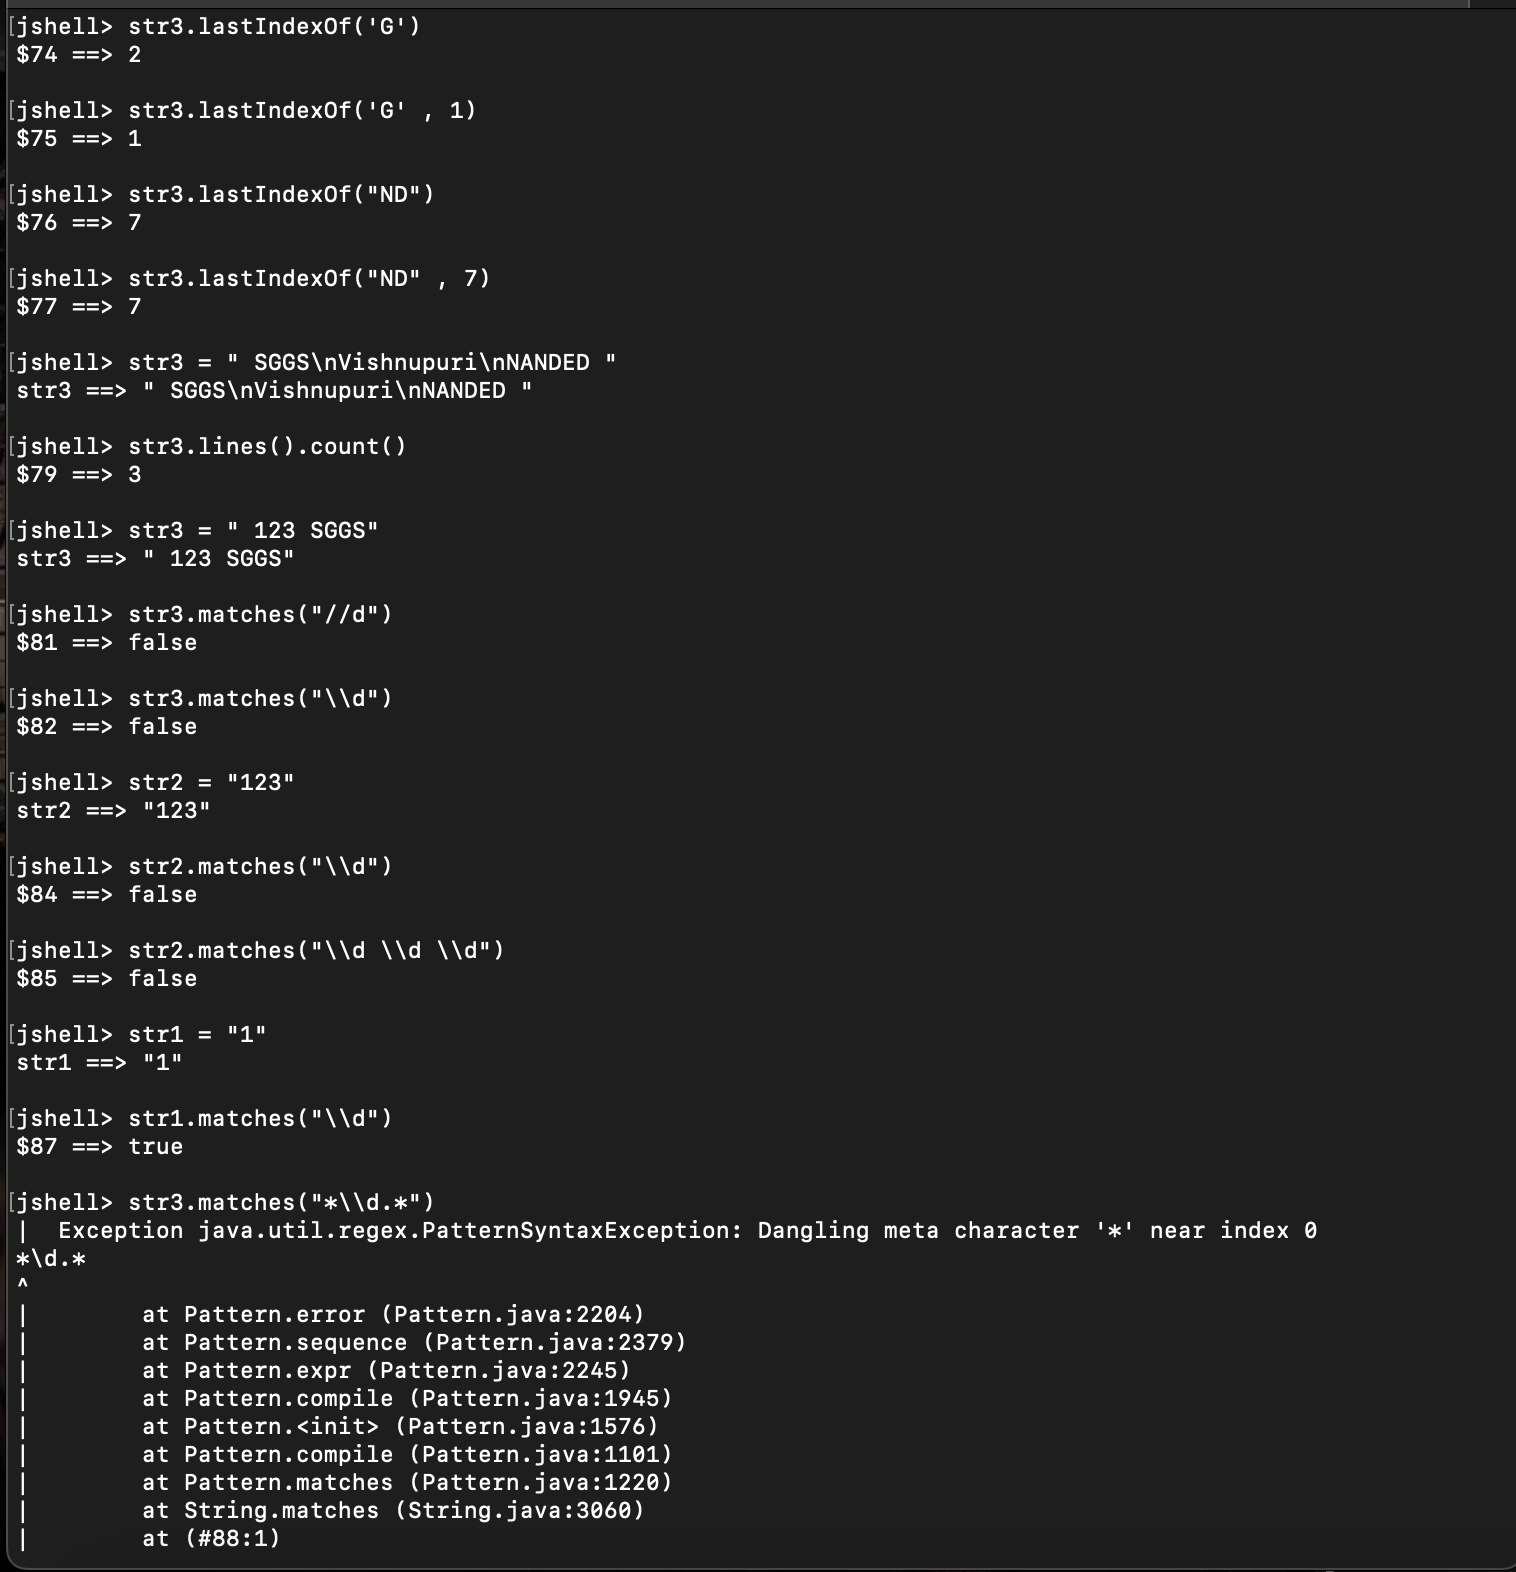 [jshell> str3.lastIndexOf('G')
$74 ==> 2
[jshell> str3.lastIndexOf('G' , 1)
$75 ==> 1
[jshell> str3.lastIndexOf("ND")
$76 ==> 7
[jshell> str3.lastIndexOf("ND" , 7)
$77 ==> 7
[jshell> str3 = " SGGS\nVishnupuri\nNANDED "
str3 ==> " SGGS\nVishnupuri\nNANDED "
[jshell> str3.lines().count()
$79 ==> 3
[jshell> str3 = " 123 SGGS"
str3 ==> " 123 SGGS"
[jshell> str3.matches("//d")
$81 ==> false
[jshell> str3.matches("\\d")
$82 ==> false
[jshell> str2 = "123"
str2 ==> "123"
[jshell> str2.matches("\\d")
$84 ==> false
[jshell> str2.matches("\\d \\d \\d")
$85 ==> false
[jshell> str1 = "1"
str1 ==> "1"
[jshell> str1.matches("\\d")
$87 ==> true
[jshell> str3.matches("*\\d.*")
|  Exception java.util.regex.PatternSyntaxException: Dangling meta character '*' near index 0
*\d.*
^
|        at Pattern.error (Pattern.java:2204)
|        at Pattern.sequence (Pattern.java:2379)
|        at Pattern.expr (Pattern.java:2245)
|        at Pattern.compile (Pattern.java:1945)
|        at Pattern.<init> (Pattern.java:1576)
|        at Pattern.compile (Pattern.java:1101)
|        at Pattern.matches (Pattern.java:1220)
|        at String.matches (String.java:3060)
|        at (#88:1)